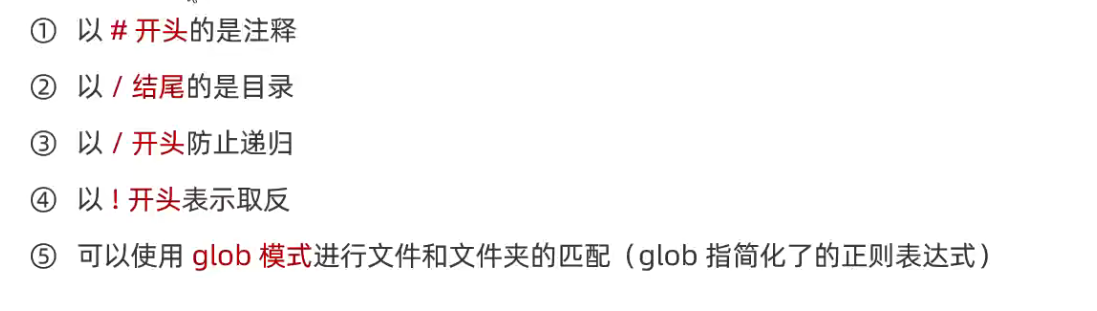 ① 以 # 开头的是注释
② 以 / 结尾的是目录
③ 以 / 开头防止递归
④ 以 ! 开头表示取反
⑤ 可以使用 glob 模式进行文件和文件夹的匹配（glob 指简化了的正则表达式）